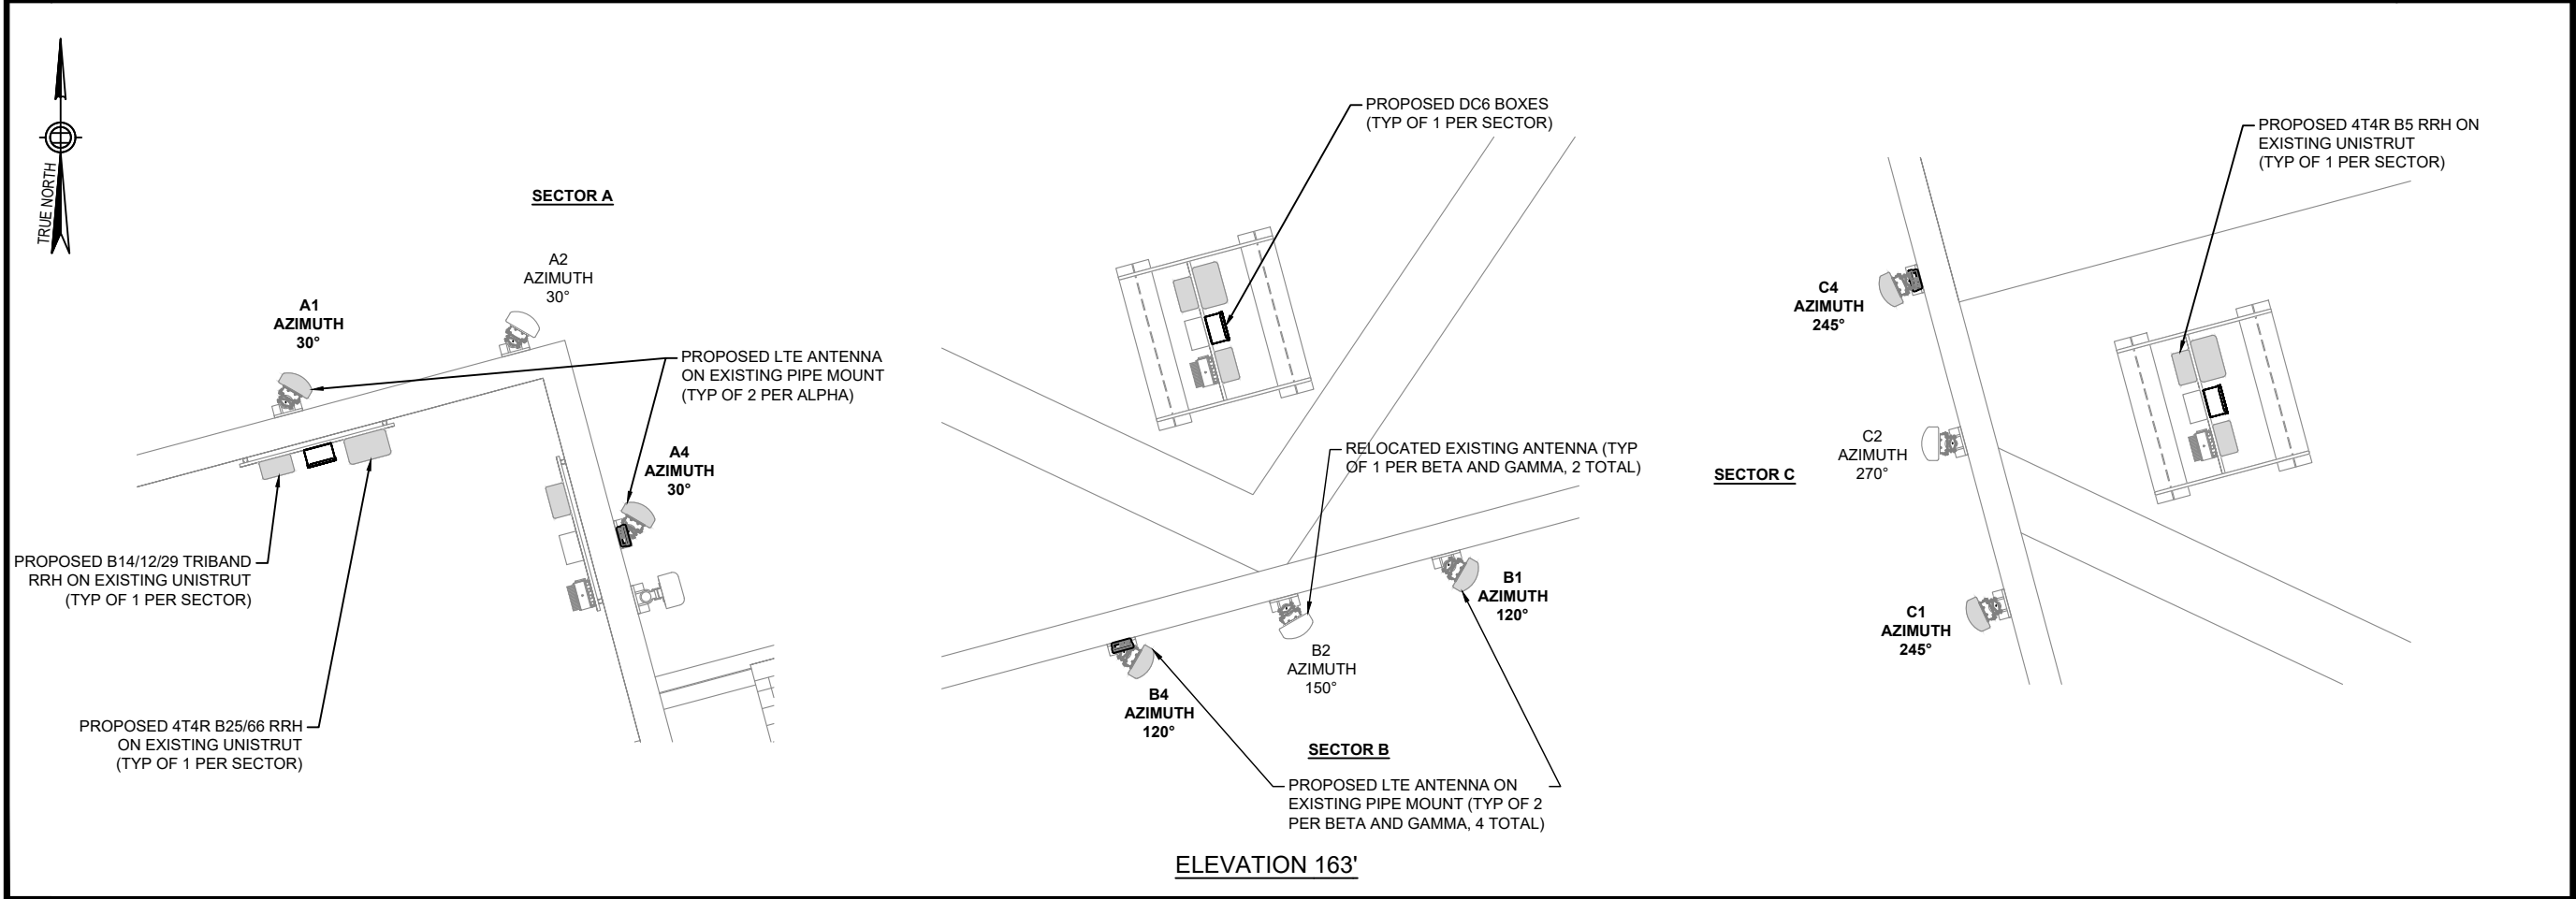 TRUE NORTH
SECTOR A
A1
AZIMUTH
30°
A2
AZIMUTH
30°
PROPOSED LTE ANTENNA
ON EXISTING PIPE MOUNT
(TYP OF 2 PER ALPHA)
A4
AZIMUTH
30°
PROPOSED B14/12/29 TRIBAND
RRH ON EXISTING UNISTRUT
(TYP OF 1 PER SECTOR)
PROPOSED 4T4R B25/66 RRH
ON EXISTING UNISTRUT
(TYP OF 1 PER SECTOR)
PROPOSED DC6 BOXES
(TYP OF 1 PER SECTOR)
RELOCATED EXISTING ANTENNA (TYP
OF 1 PER BETA AND GAMMA, 2 TOTAL)
B1
AZIMUTH
120°
B2
AZIMUTH
150°
B4
AZIMUTH
120°
SECTOR B
PROPOSED LTE ANTENNA ON
EXISTING PIPE MOUNT (TYP OF 2
PER BETA AND GAMMA, 4 TOTAL)
PROPOSED 4T4R B5 RRH ON
EXISTING UNISTRUT
(TYP OF 1 PER SECTOR)
C4
AZIMUTH
245°
C2
AZIMUTH
270°
SECTOR C
C1
AZIMUTH
245°
ELEVATION 163'